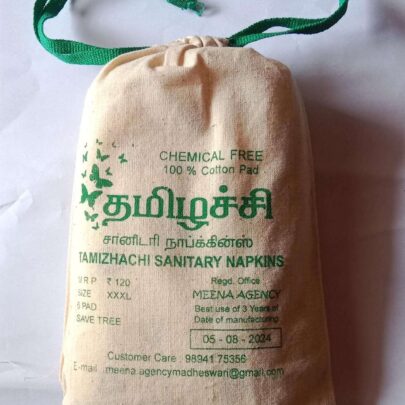 CHEMICAL FREE
100 % Cotton Pad
தமிழச்சி
சானிடரி நாப்க்கின்ஸ்
TAMIZHACHI SANITARY NAPKINS
M R P ₹ 120
SIZE XXXL
6 PAD
SAVE TREE
Regd. Office
MEENA AGENCY
Best use of 3 Years of
Date of manufacturing
05 - 08 - 2024
Customer Care : 98941 75356
E-mail : meena.agencymadheswari@gmail.com